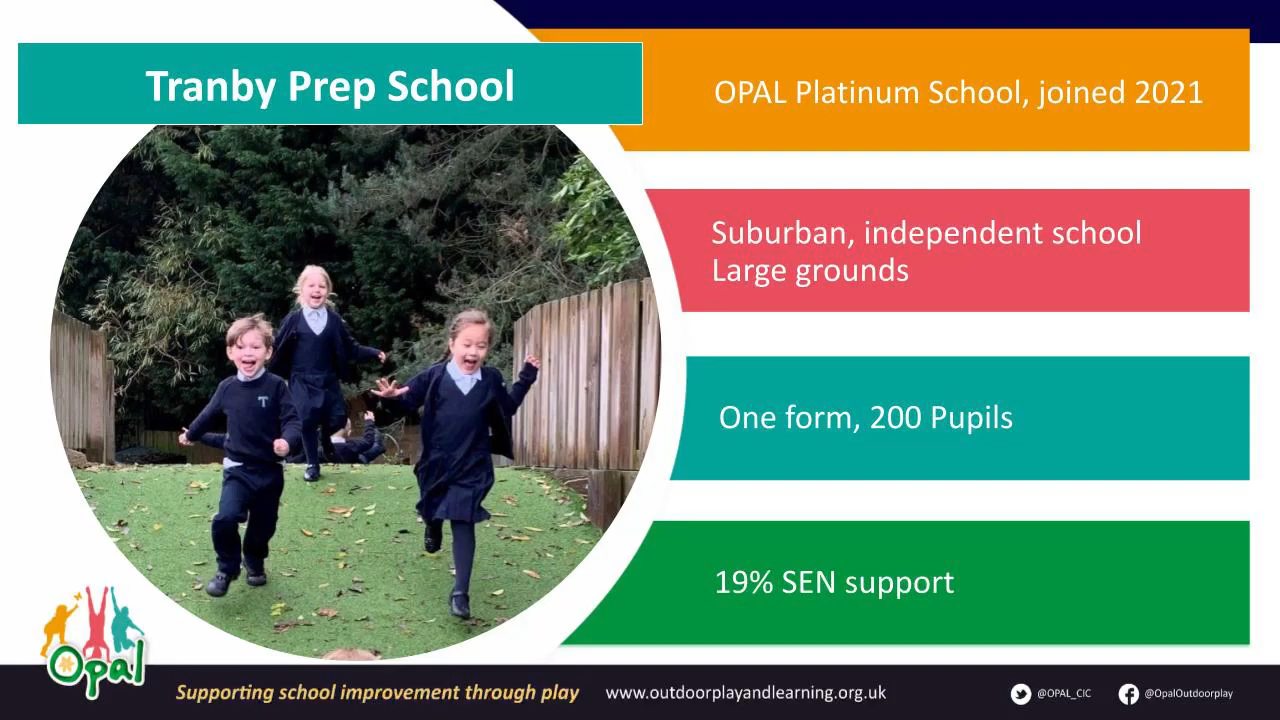 Tranby Prep School
OPAL Platinum School, joined 2021
Suburban, independent school
Large grounds
One form, 200 Pupils
19% SEN support
T
Opal
Supporting school improvement through play
www.outdoorplayandlearning.org.uk
@OPAL_CIC
@OpalOutdoorplay